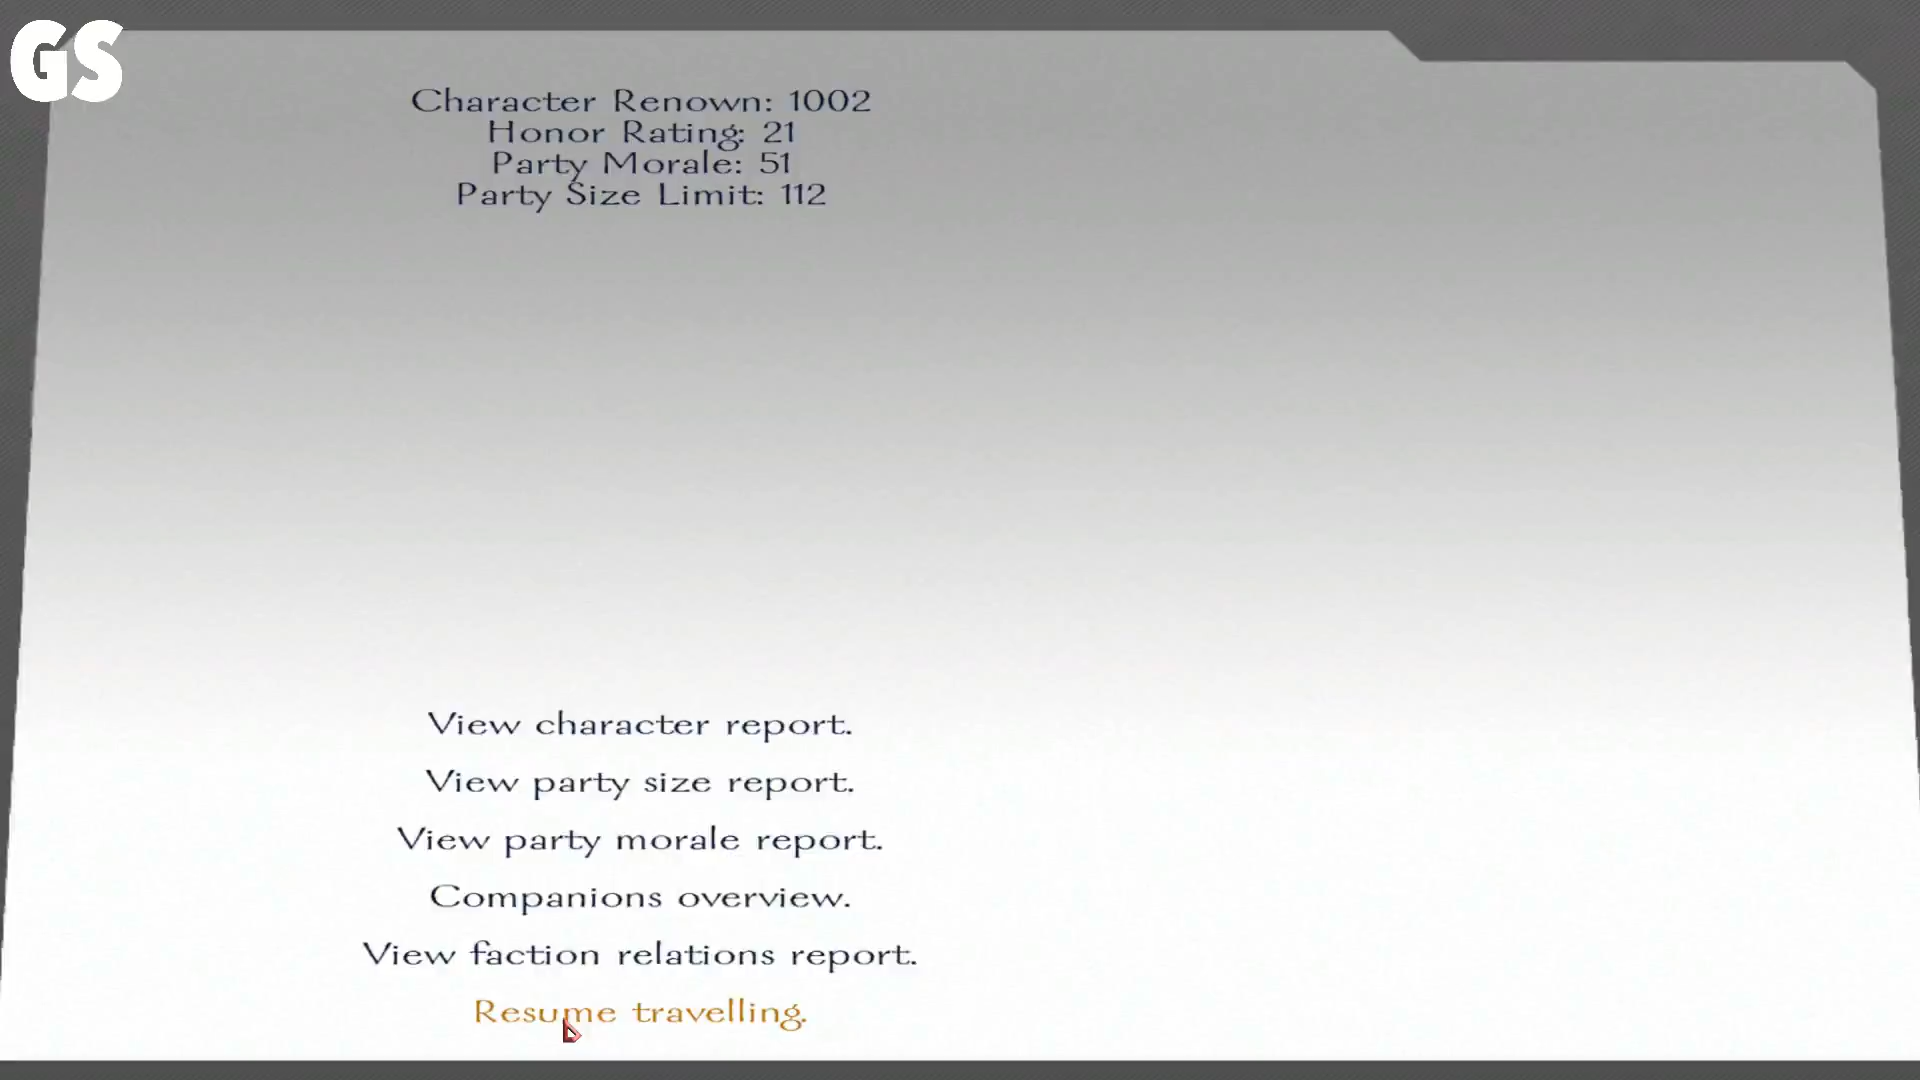 GS
Character Renown: 1002
Honor Rating: 21
Party Morale: 51
Party Size Limit: 112
View character report.
View party size report.
View party morale report.
Companions overview.
View faction relations report.
Resume travelling.